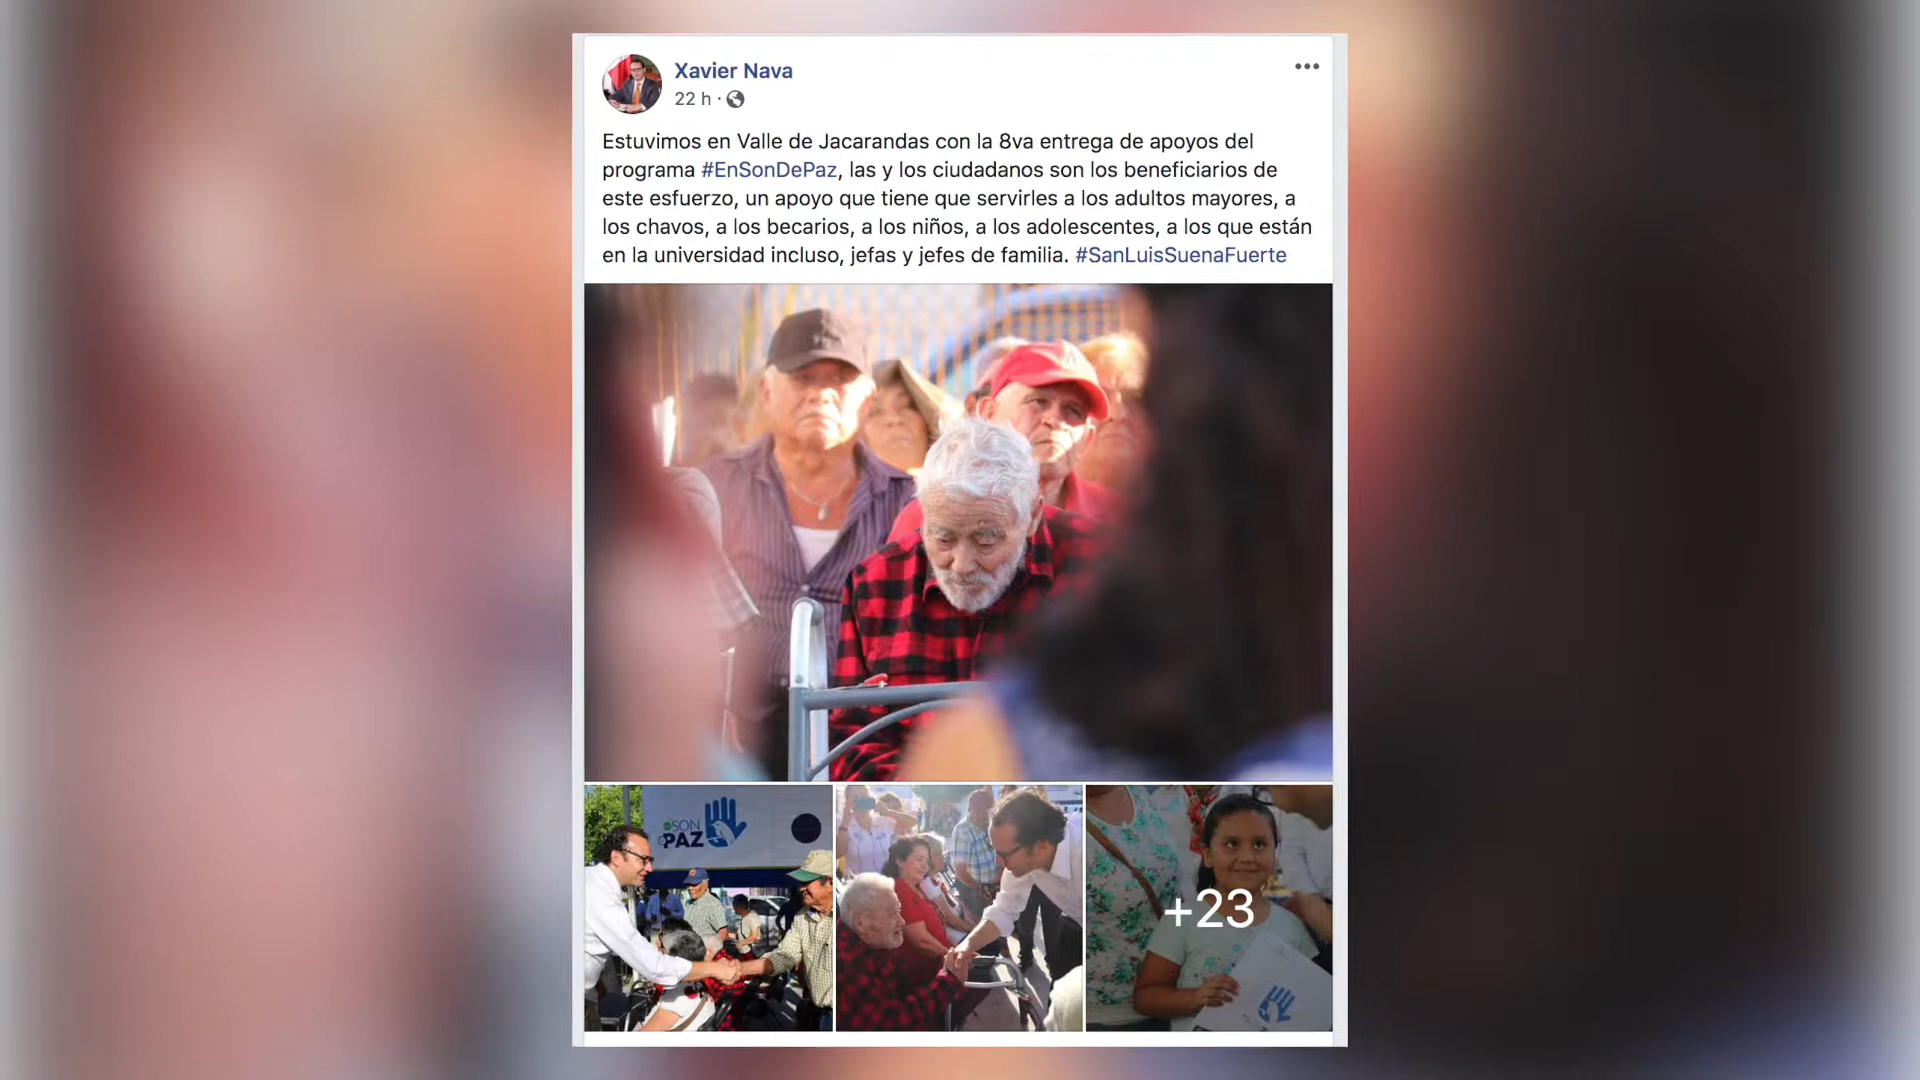 Xavier Nava
22 h ·
Estuvimos en Valle de Jacarandas con la 8va entrega de apoyos del
programa #EnSonDePaz, las y los ciudadanos son los beneficiarios de
este esfuerzo, un apoyo que tiene que servirles a los adultos mayores, a
los chavos, a los becarios, a los niños, a los adolescentes, a los que están
en la universidad incluso, jefas y jefes de familia. #SanLuisSuenaFuerte
SON
PAZ
+23